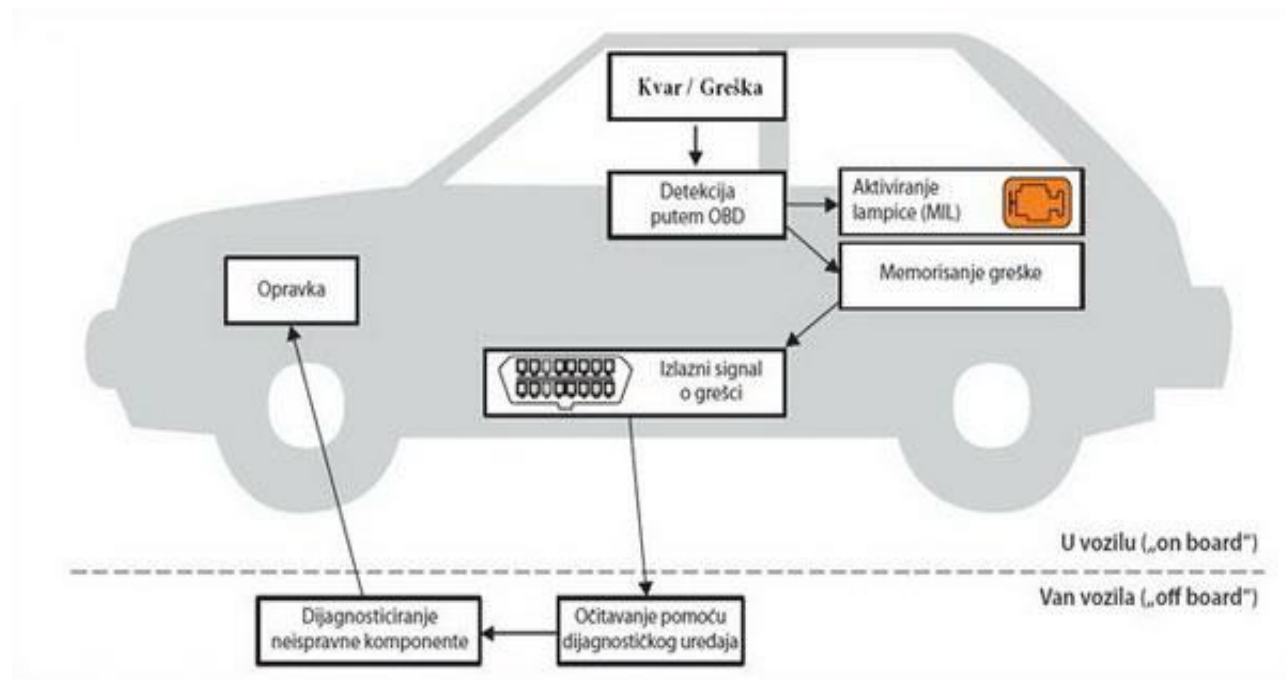 Kvar / Greška
Detekcija
putem OBD
Aktiviranje
lampice (MIL)
Memorisanje greške
Opravka
Izlazni signal
o grešci
U vozilu („on board“)
Van vozila („off board“)
Dijagnosticiranje
neispravne komponente
Očitavanje pomoću
dijagnostičkog uređaja